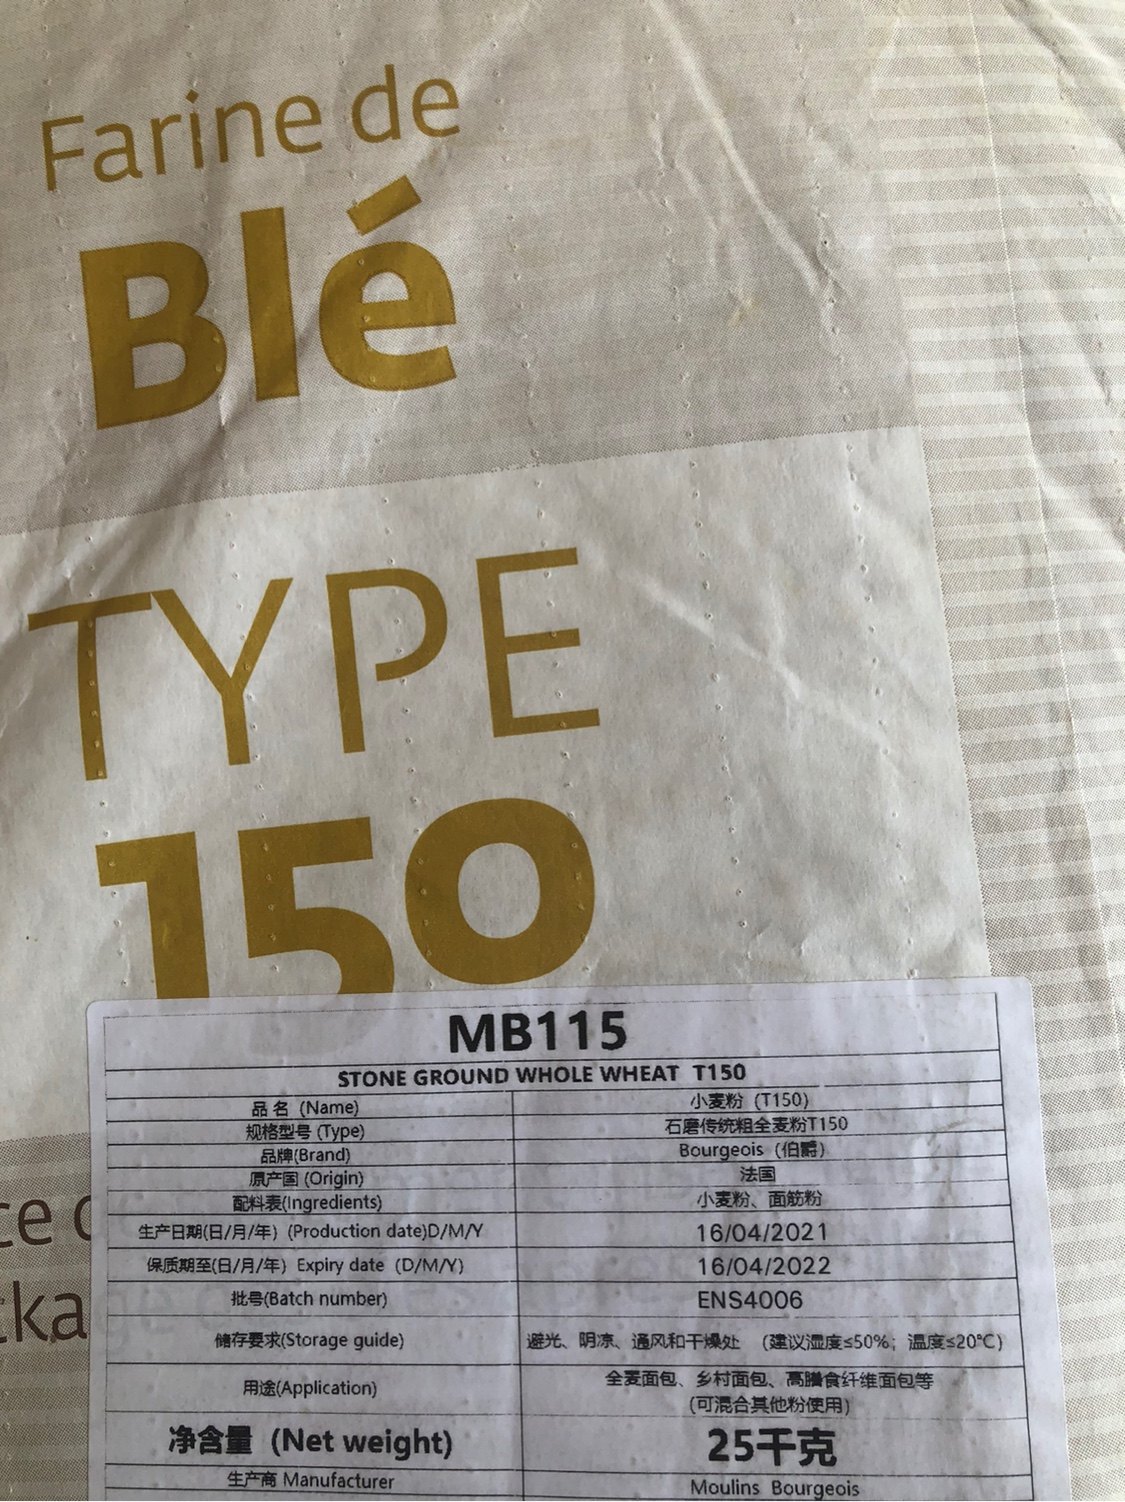 Farine de
Blé
TYPE
150
ce
cka
MB115
STONE GROUND WHOLE WHEAT T150
品名 (Name) 小麦粉 (T150)
规格型号 (Type) 石磨传统粗全麦粉T150
品牌(Brand) Bourgeois (伯爵)
原产国 (Origin) 法国
配料表(Ingredients) 小麦粉、面筋粉
生产日期(日/月/年) (Production date)D/M/Y 16/04/2021
保质期至(日/月/年) Expiry date (D/M/Y) 16/04/2022
批号(Batch number) ENS4006
储存要求(Storage guide) 避光、阴凉、通风和干燥处 (建议湿度≤50%; 温度≤20℃)
用途(Application) 全麦面包、乡村面包、高膳食纤维面包等
(可混合其他粉使用)
净含量 (Net weight) 25千克
生产商 Manufacturer Moulins Bourgeois